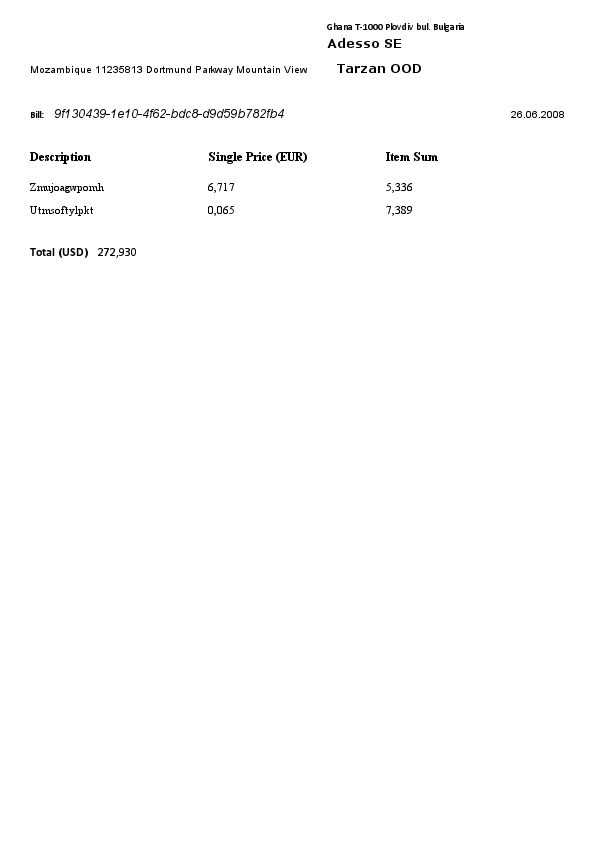 Ghana T-1000 Plovdiv bul. Bulgaria
Adesso SE
Mozambique 11235813 Dortmund Parkway Mountain View Tarzan OOD
Bill: 9f130439-1e10-4f62-bdc8-d9d59b782fb4 26.06.2008
Description Single Price (EUR) Item Sum
Zmujoagwpomh 6,717 5,336
Utmsoftylpkt 0,065 7,389
Total (USD) 272,930